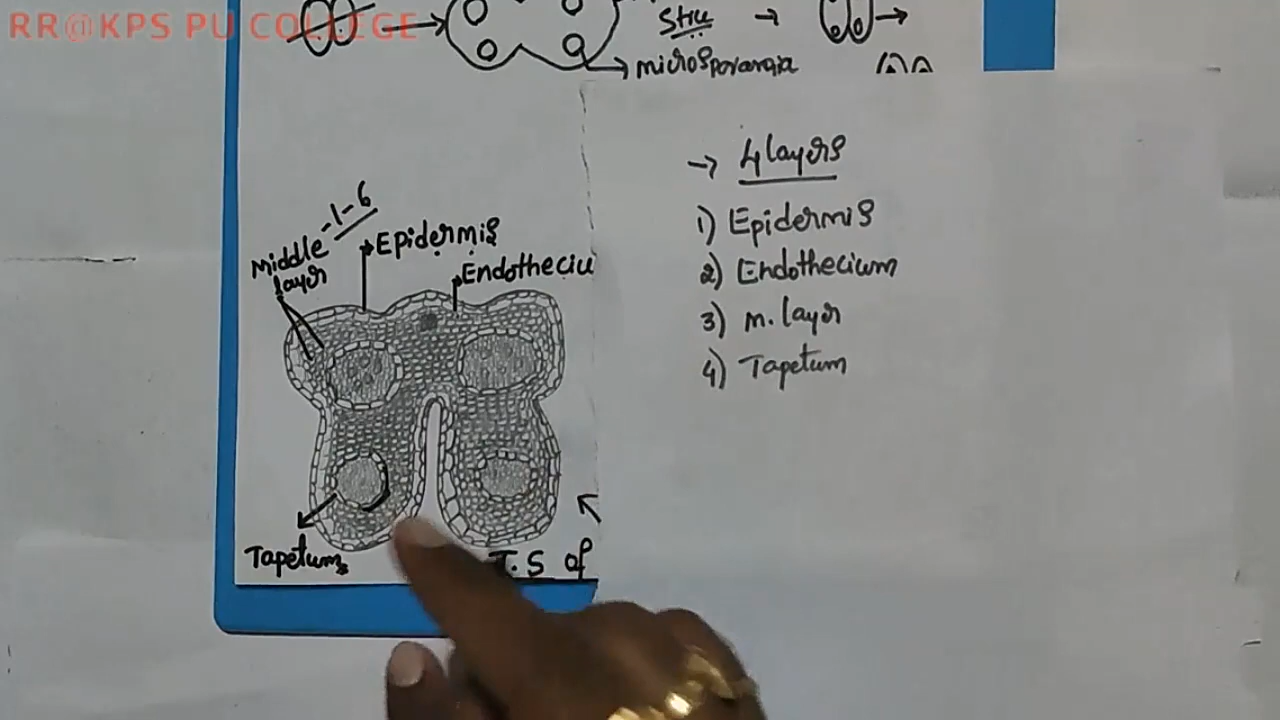 RR@KPS PU COLLEGE
Stru
microsporangia
4 layers
1) Epidermis
2) Endothecium
3) m. layer
4) Tapetum
Middle -1-6
layer
Epidermis
Endotheciu
Tapetum
T.S of